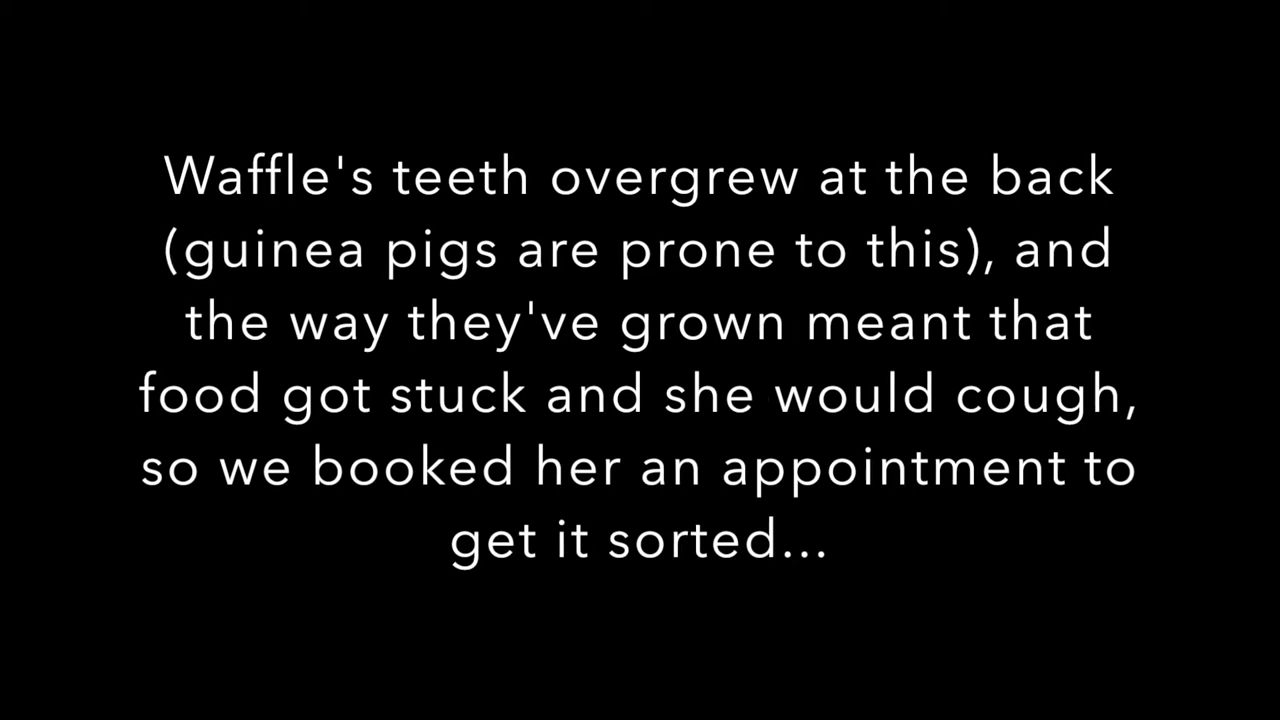 Waffle's teeth overgrew at the back
(guinea pigs are prone to this), and
the way they've grown meant that
food got stuck and she would cough,
so we booked her an appointment to
get it sorted...